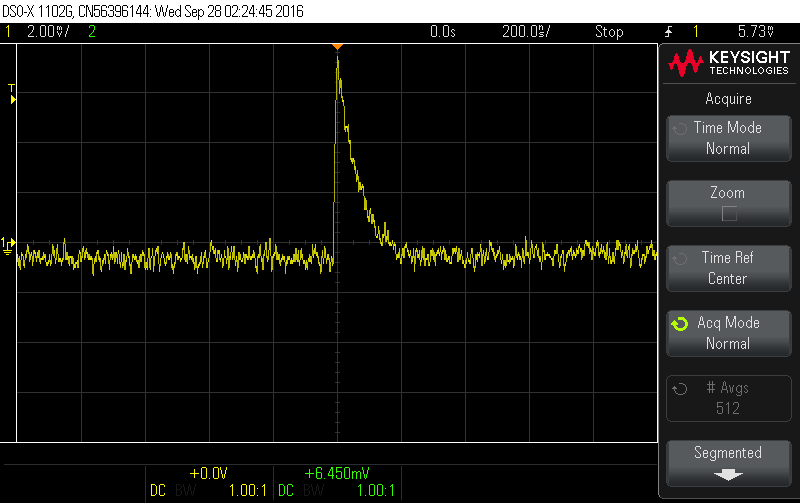 DSO-X 1102G, CN56396144: Wed Sep 28 02:24:45 2016
1 2.00V/ 2 0.0s 200.0s/ Stop 1 5.73V
KEYSIGHT
TECHNOLOGIES
Acquire
T
Time Mode
Normal
Zoom
1
Time Ref
Center
Acq Mode
Normal
# Avgs
512
Segmented
+0.0V +6.450mV
DC BW 1.00:1 DC BW 1.00:1